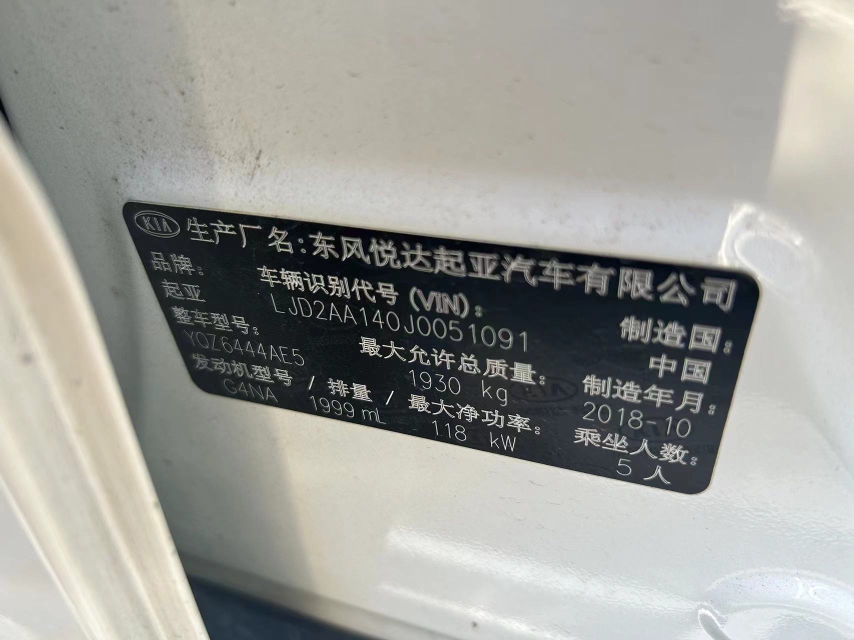 KIA 生产厂名：东风悦达起亚汽车有限公司
品牌： 车辆识别代号 (VIN)： 制造国：
起亚 LJD2AA140J0051091 中国
整车型号： 最大允许总质量： 制造年月：
YQZ6444AE5 1930 kg 2018-10
发动机型号 / 排量 / 最大净功率： 乘坐人数：
G4NA 1999 mL 118 kW 5 人